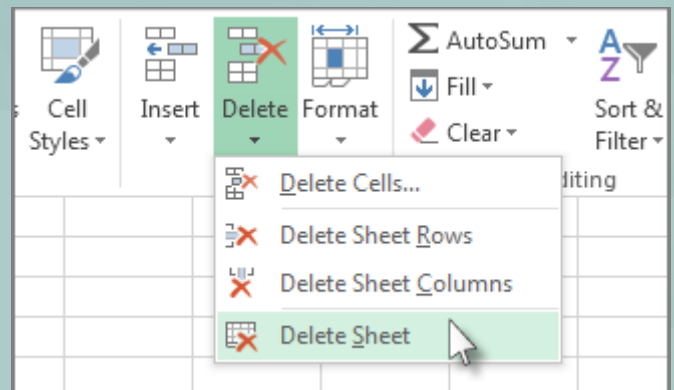 AutoSum
Fill
Clear
s
Cell
Styles
Insert
Delete
Format
Sort &
Filter
A
Z
diting
Delete Cells...
Delete Sheet Rows
Delete Sheet Columns
Delete Sheet